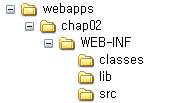 webapps
chap02
WEB-INF
classes
lib
src